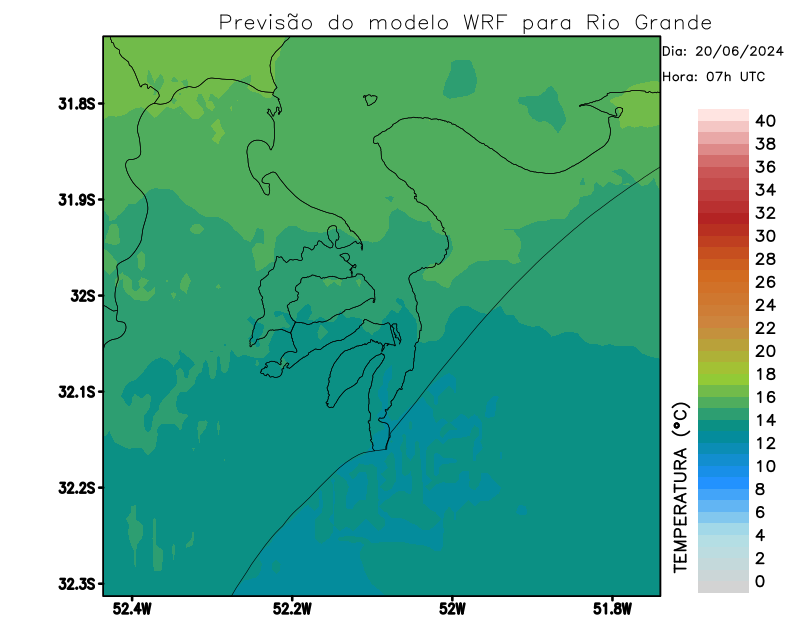 Previsão do modelo WRF para Rio Grande
Dia: 20/06/2024
Hora: 07h UTC
31.8S
31.9S
32S
32.1S
32.2S
32.3S
52.4W
52.2W
52W
51.8W
TEMPERATURA (°C)
40
38
36
34
32
30
28
26
24
22
20
18
16
14
12
10
8
6
4
2
0